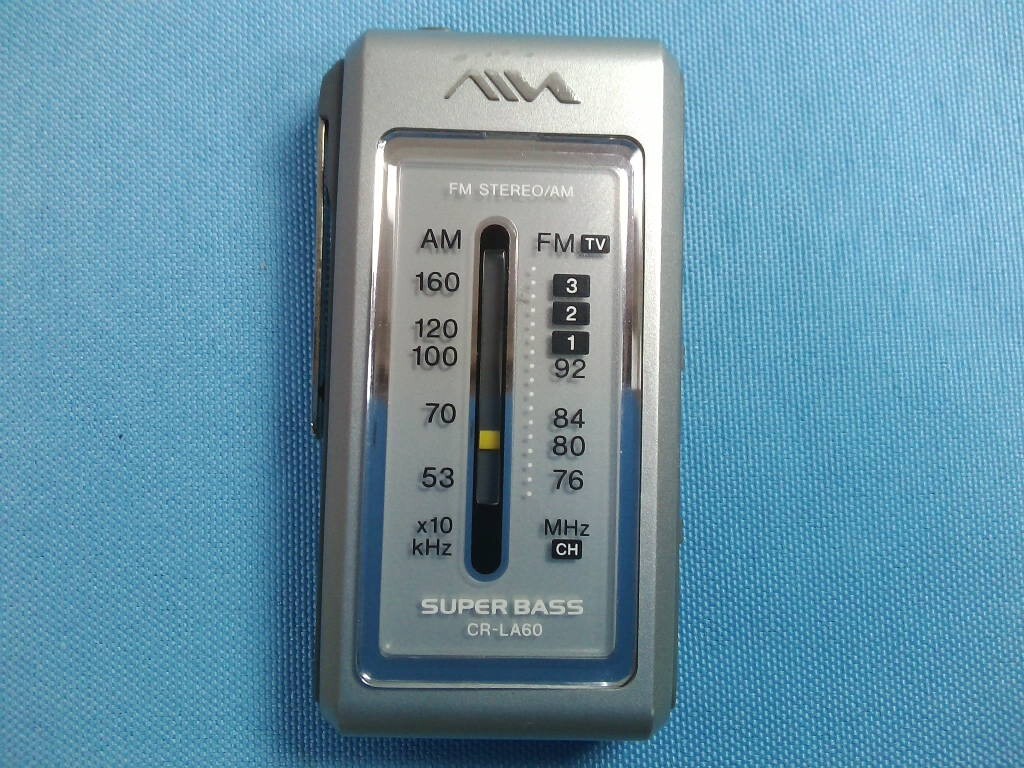 AIWA
FM STEREO/AM
AM FM TV
160 3
120 2
100 1
92
70 84
80
53 76
x10 MHz
kHz CH
SUPER BASS
CR-LA60